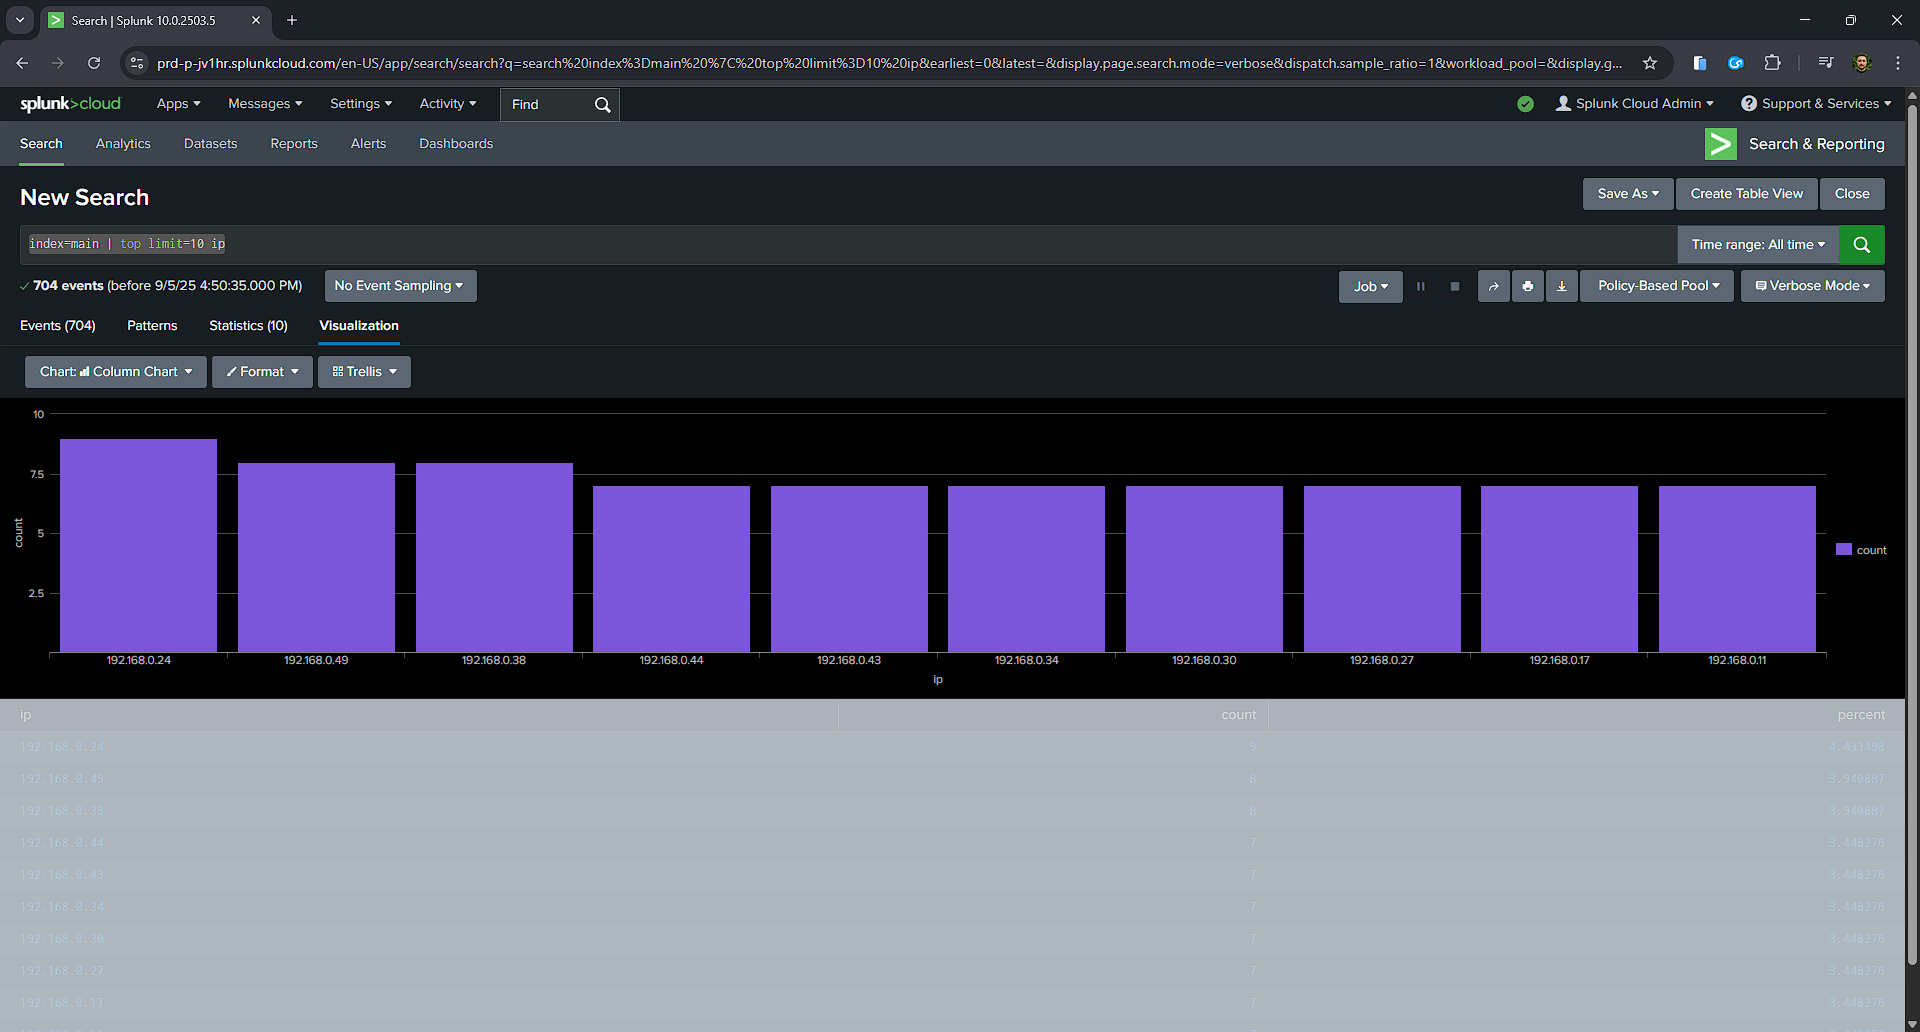 Search | Splunk 10.0.2503.5
prd-p-jv1hr.splunkcloud.com/en-US/app/search/search?q=search%20index%3Dmain%20%7C%20top%20limit%3D10%20ip&earliest=0&latest=&display.page.search.mode=verbose&dispatch.sample_ratio=1&workload_pool=&display.g...
splunk>cloud Apps Messages Settings Activity Find Splunk Cloud Admin Support & Services
Search Analytics Datasets Reports Alerts Dashboards Search & Reporting
New Search Save As Create Table View Close
index=main | top limit=10 ip Time range: All time
704 events (before 9/5/25 4:50:35.000 PM) No Event Sampling Job Policy-Based Pool Verbose Mode
Events (704) Patterns Statistics (10) Visualization
Chart: Column Chart Format Trellis
10
7.5
5
2.5
count
192.168.0.24 192.168.0.49 192.168.0.38 192.168.0.44 192.168.0.43 192.168.0.34 192.168.0.30 192.168.0.27 192.168.0.17 192.168.0.11
ip
count
ip count percent
192.168.0.24 9 4.433498
192.168.0.49 8 3.940887
192.168.0.38 8 3.940887
192.168.0.44 7 3.448276
192.168.0.43 7 3.448276
192.168.0.34 7 3.448276
192.168.0.30 7 3.448276
192.168.0.27 7 3.448276
192.168.0.17 7 3.448276